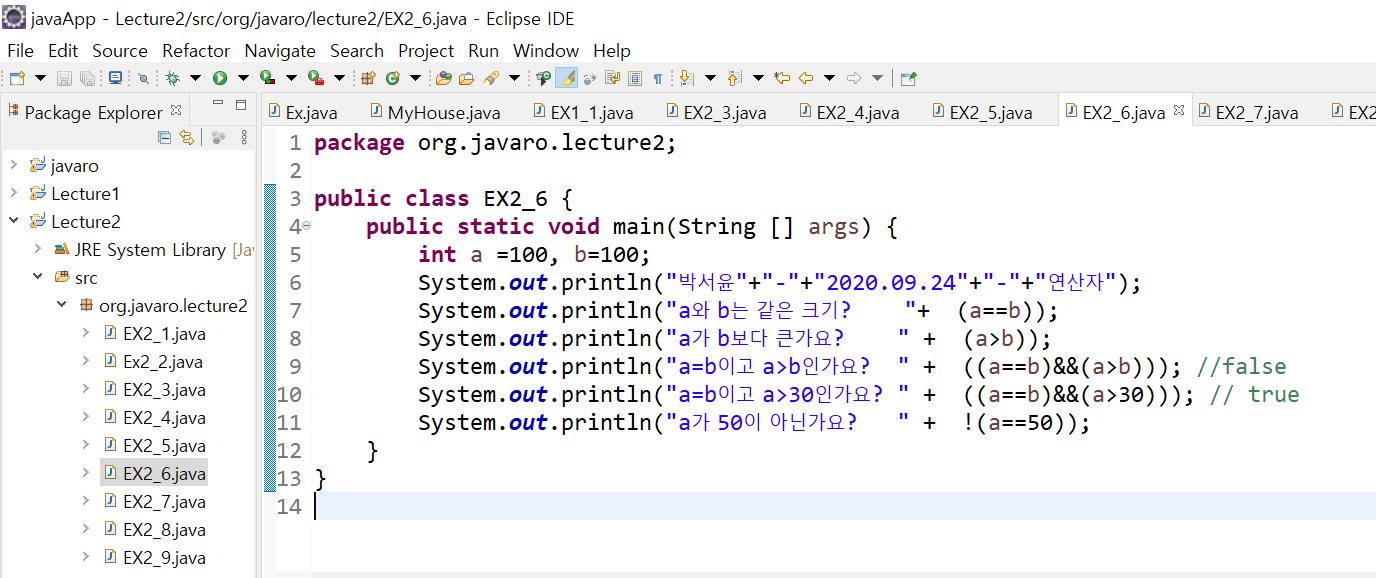 javaApp - Lecture2/src/org/javaro/lecture2/EX2_6.java - Eclipse IDE
File Edit Source Refactor Navigate Search Project Run Window Help
Package Explorer
Ex.java MyHouse.java EX1_1.java EX2_3.java EX2_4.java EX2_5.java EX2_6.java EX2_7.java EX2
javaro
Lecture1
Lecture2
JRE System Library [Ja
src
org.javaro.lecture2
EX2_1.java
Ex2_2.java
EX2_3.java
EX2_4.java
EX2_5.java
EX2_6.java
EX2_7.java
EX2_8.java
EX2_9.java
1 package org.javaro.lecture2;
2
3 public class EX2_6 {
4 public static void main(String [] args) {
5 int a =100, b=100;
6 System.out.println("박서윤"+"-"+"2020.09.24"+"-"+"연산자");
7 System.out.println("a와 b는 같은 크기?    "+  (a==b));
8 System.out.println("a가 b보다 큰가요?    " +  (a>b));
9 System.out.println("a=b이고 a>b인가요?  " +  ((a==b)&&(a>b))); //false
10 System.out.println("a=b이고 a>30인가요? " +  ((a==b)&&(a>30))); // true
11 System.out.println("a가 50이 아닌가요?   " +  !(a==50));
12 }
13 }
14